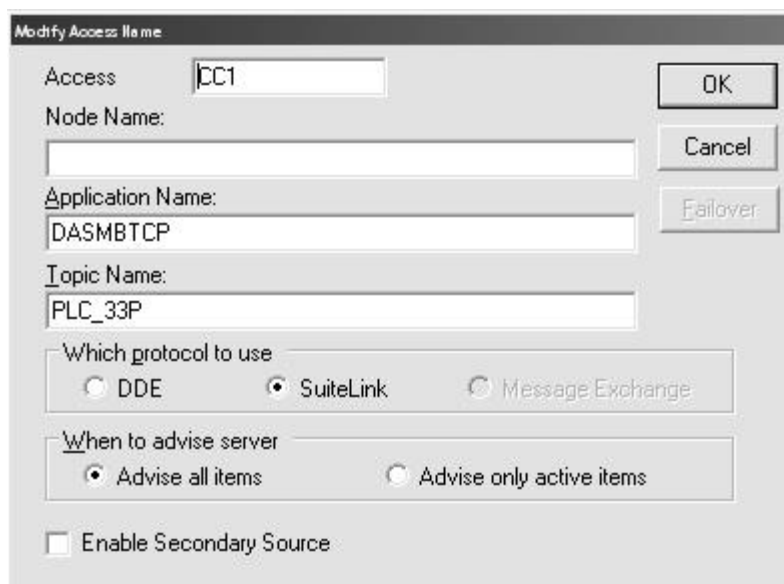 Modify Access Name
Access CC1
OK
Node Name:
Cancel
Application Name:
DASMBTCP
Failover
Topic Name:
PLC_33P
Which protocol to use
DDE SuiteLink Message Exchange
When to advise server
Advise all items Advise only active items
Enable Secondary Source